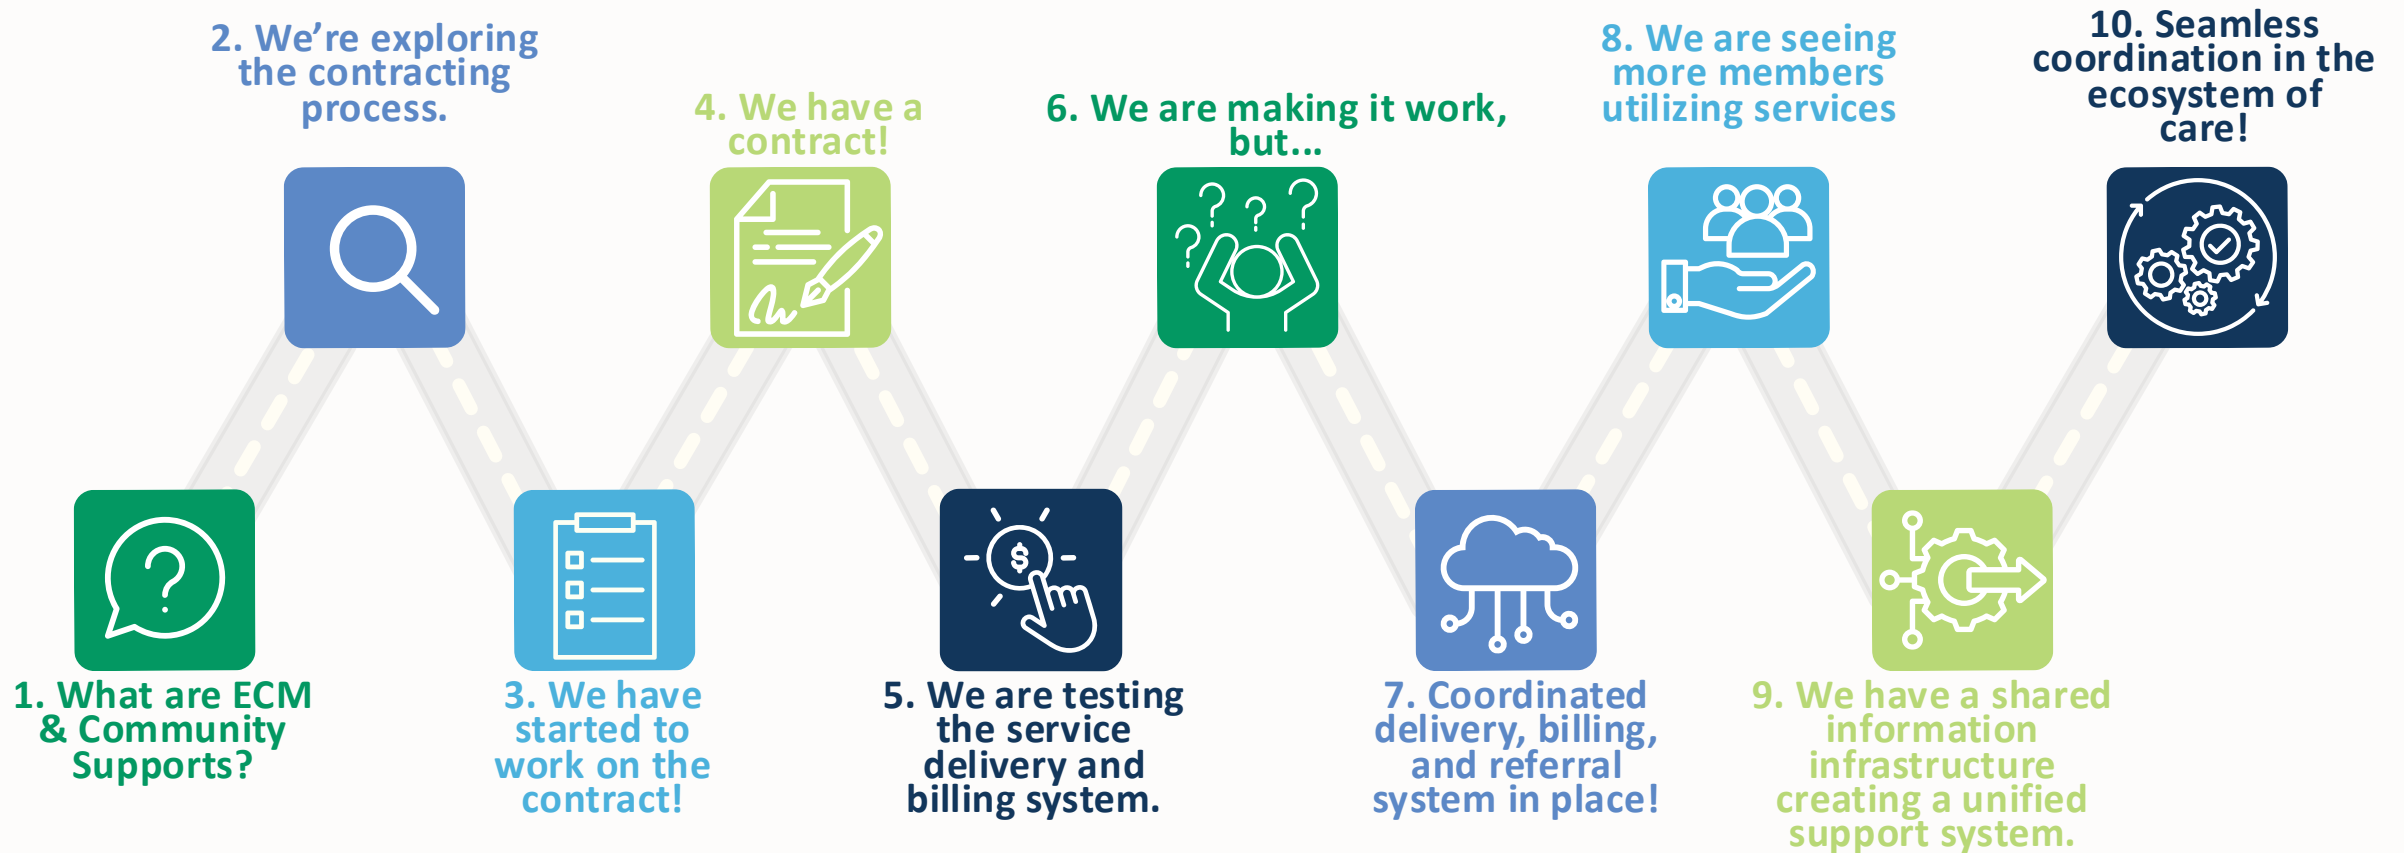 1. What are ECM
& Community
Supports?
2. We’re exploring
the contracting
process.
3. We have
started to
work on the
contract!
4. We have a
contract!
5. We are testing
the service
delivery and
billing system.
6. We are making it work,
but...
7. Coordinated
delivery, billing,
and referral
system in place!
8. We are seeing
more members
utilizing services
9. We have a shared
information
infrastructure
creating a unified
support system.
10. Seamless
coordination in the
ecosystem of
care!